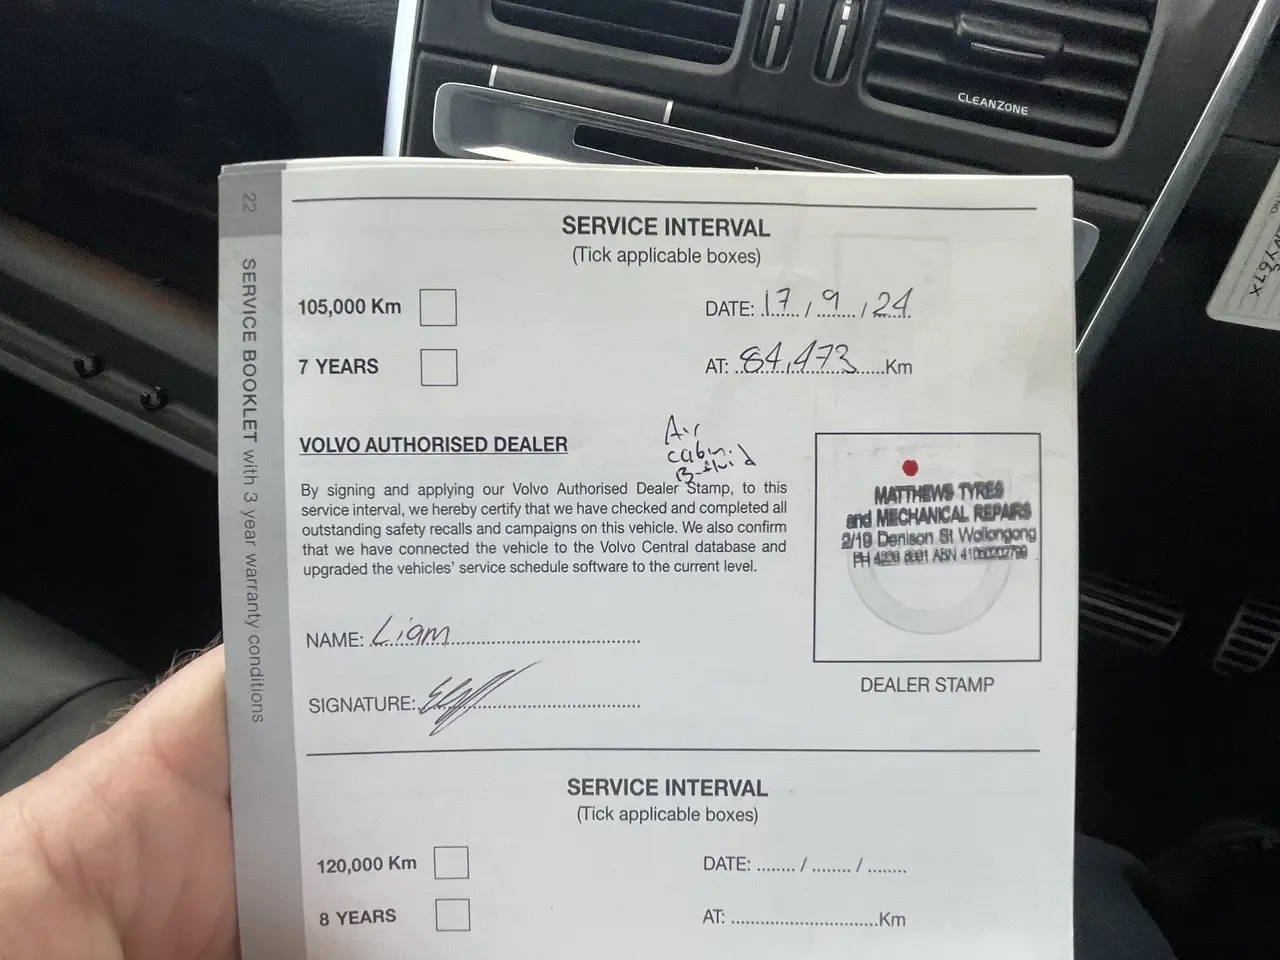 CLEANZONE
22
SERVICE BOOKLET with 3 year warranty conditions
SERVICE INTERVAL
(Tick applicable boxes)
105,000 Km
DATE: 17 / 9 / 24
7 YEARS
AT: 84,473 Km
VOLVO AUTHORISED DEALER
Air
cabin
B-fluid
By signing and applying our Volvo Authorised Dealer Stamp, to this
service interval, we hereby certify that we have checked and completed all
outstanding safety recalls and campaigns on this vehicle. We also confirm
that we have connected the vehicle to the Volvo Central database and
upgraded the vehicles' service schedule software to the current level.
MATTHEWS TYRES
and MECHANICAL REPAIRS
2/19 Denison St Wollongong
PH ABN
NAME: Liam
SIGNATURE:
DEALER STAMP
SERVICE INTERVAL
(Tick applicable boxes)
120,000 Km
DATE: ....... / ....... / .......
8 YEARS
AT: ............................Km